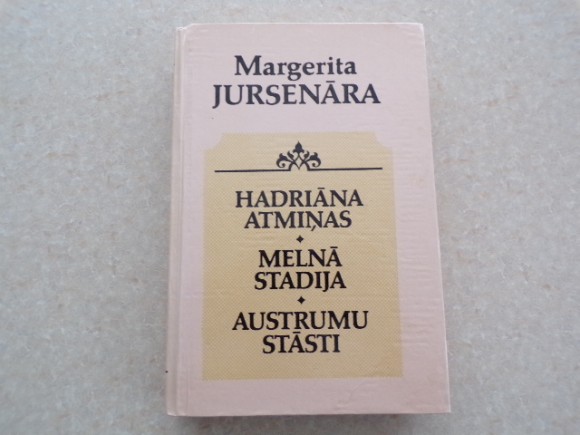 Margerita
JURSENĀRA
HADRIĀNA
ATMIŅAS
MELNĀ
STADIJA
AUSTRUMU
STĀSTI